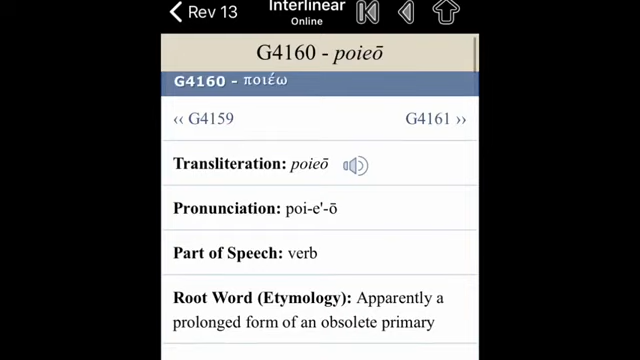 Rev 13
Interlinear
Online
G4160 - poieō
G4160 - ποιέω
‹‹ G4159
G4161 ››
Transliteration: poieō
Pronunciation: poi-e'-ō
Part of Speech: verb
Root Word (Etymology): Apparently a
prolonged form of an obsolete primary